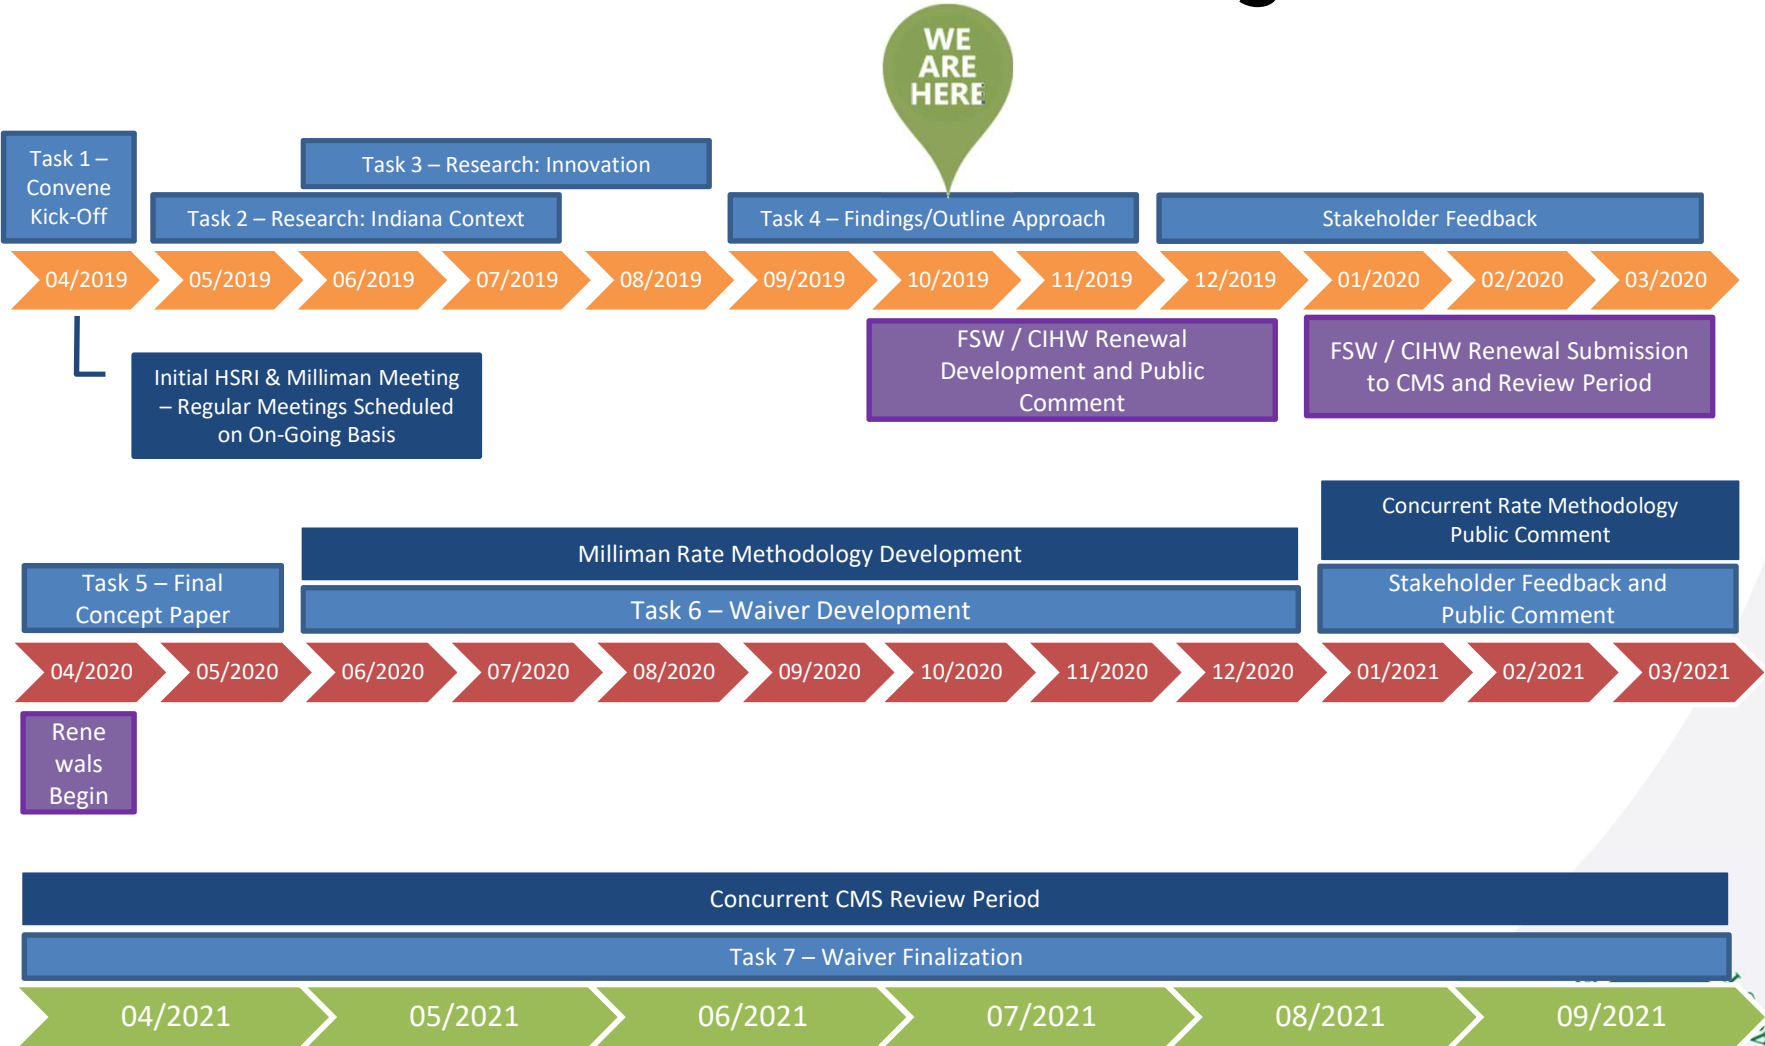 WE
ARE
HERE
Task 1 –
Convene
Kick-Off
Task 3 – Research: Innovation
Task 2 – Research: Indiana Context
Task 4 – Findings/Outline Approach
Stakeholder Feedback
04/2019
05/2019
06/2019
07/2019
08/2019
09/2019
10/2019
11/2019
12/2019
01/2020
02/2020
03/2020
Initial HSRI & Milliman Meeting
– Regular Meetings Scheduled
on On-Going Basis
FSW / CIHW Renewal
Development and Public
Comment
FSW / CIHW Renewal Submission
to CMS and Review Period
Concurrent Rate Methodology
Public Comment
Milliman Rate Methodology Development
Task 5 – Final
Concept Paper
Task 6 – Waiver Development
Stakeholder Feedback and
Public Comment
04/2020
05/2020
06/2020
07/2020
08/2020
09/2020
10/2020
11/2020
12/2020
01/2021
02/2021
03/2021
Rene
wals
Begin
Concurrent CMS Review Period
Task 7 – Waiver Finalization
04/2021
05/2021
06/2021
07/2021
08/2021
09/2021